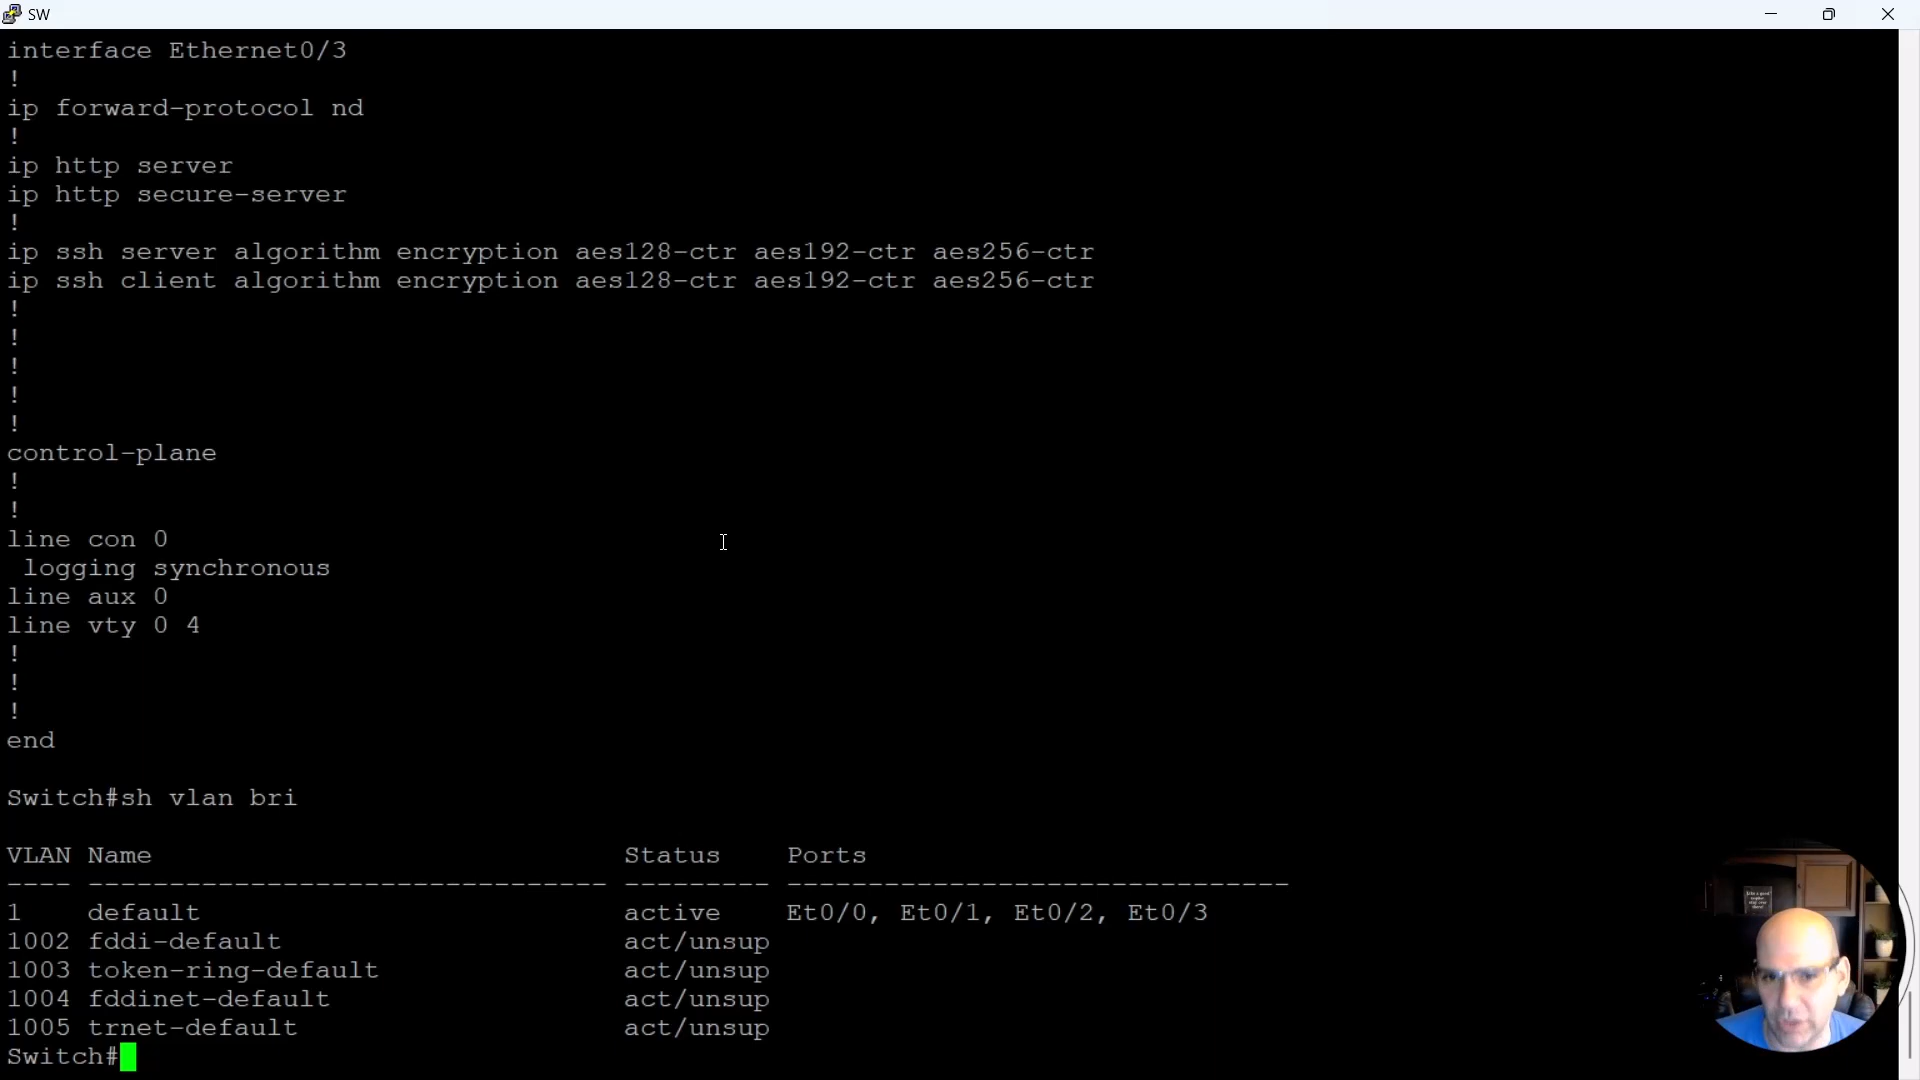 SW
interface Ethernet0/3
!
ip forward-protocol nd
!
ip http server
ip http secure-server
!
ip ssh server algorithm encryption aes128-ctr aes192-ctr aes256-ctr
ip ssh client algorithm encryption aes128-ctr aes192-ctr aes256-ctr
!
!
!
!
!
control-plane
!
!
line con 0
 logging synchronous
line aux 0
line vty 0 4
!
!
!
end
Switch#sh vlan bri
VLAN Name Status Ports
---- -------------------------------- --------- -------------------------------
1 default active Et0/0, Et0/1, Et0/2, Et0/3
1002 fddi-default act/unsup
1003 token-ring-default act/unsup
1004 fddinet-default act/unsup
1005 trnet-default act/unsup
Switch#